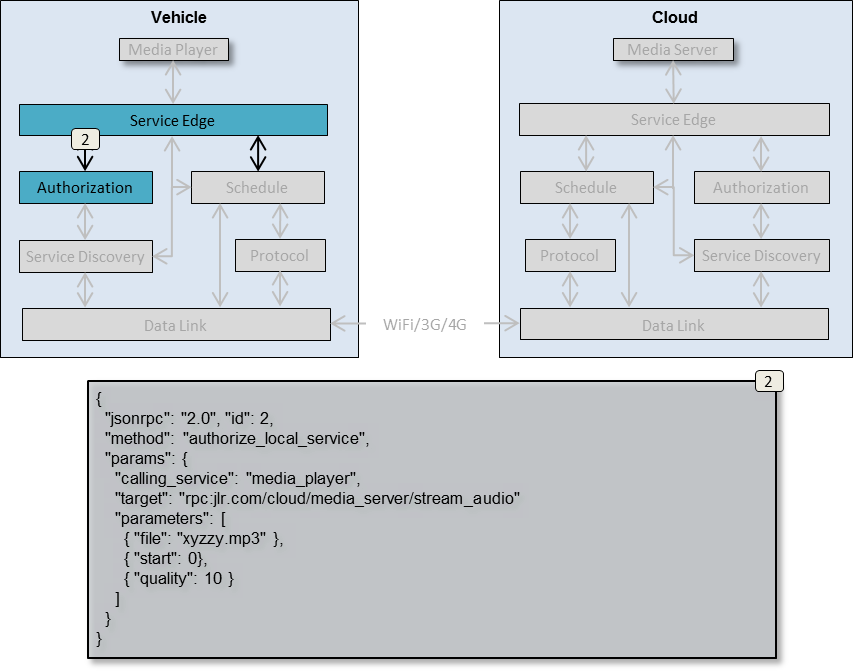 Vehicle
Media Player
Service Edge
2
Authorization
Schedule
Service Discovery
Protocol
Data Link
WiFi/3G/4G
Cloud
Media Server
Service Edge
Schedule
Authorization
Protocol
Service Discovery
Data Link
2
{
"jsonrpc": "2.0", "id": 2,
"method": "authorize_local_service",
"params": {
"calling_service": "media_player",
"target": "rpc:jlr.com/cloud/media_server/stream_audio"
"parameters": [
{ "file": "xyzzy.mp3" },
{ "start": 0},
{ "quality": 10 }
]
}
}